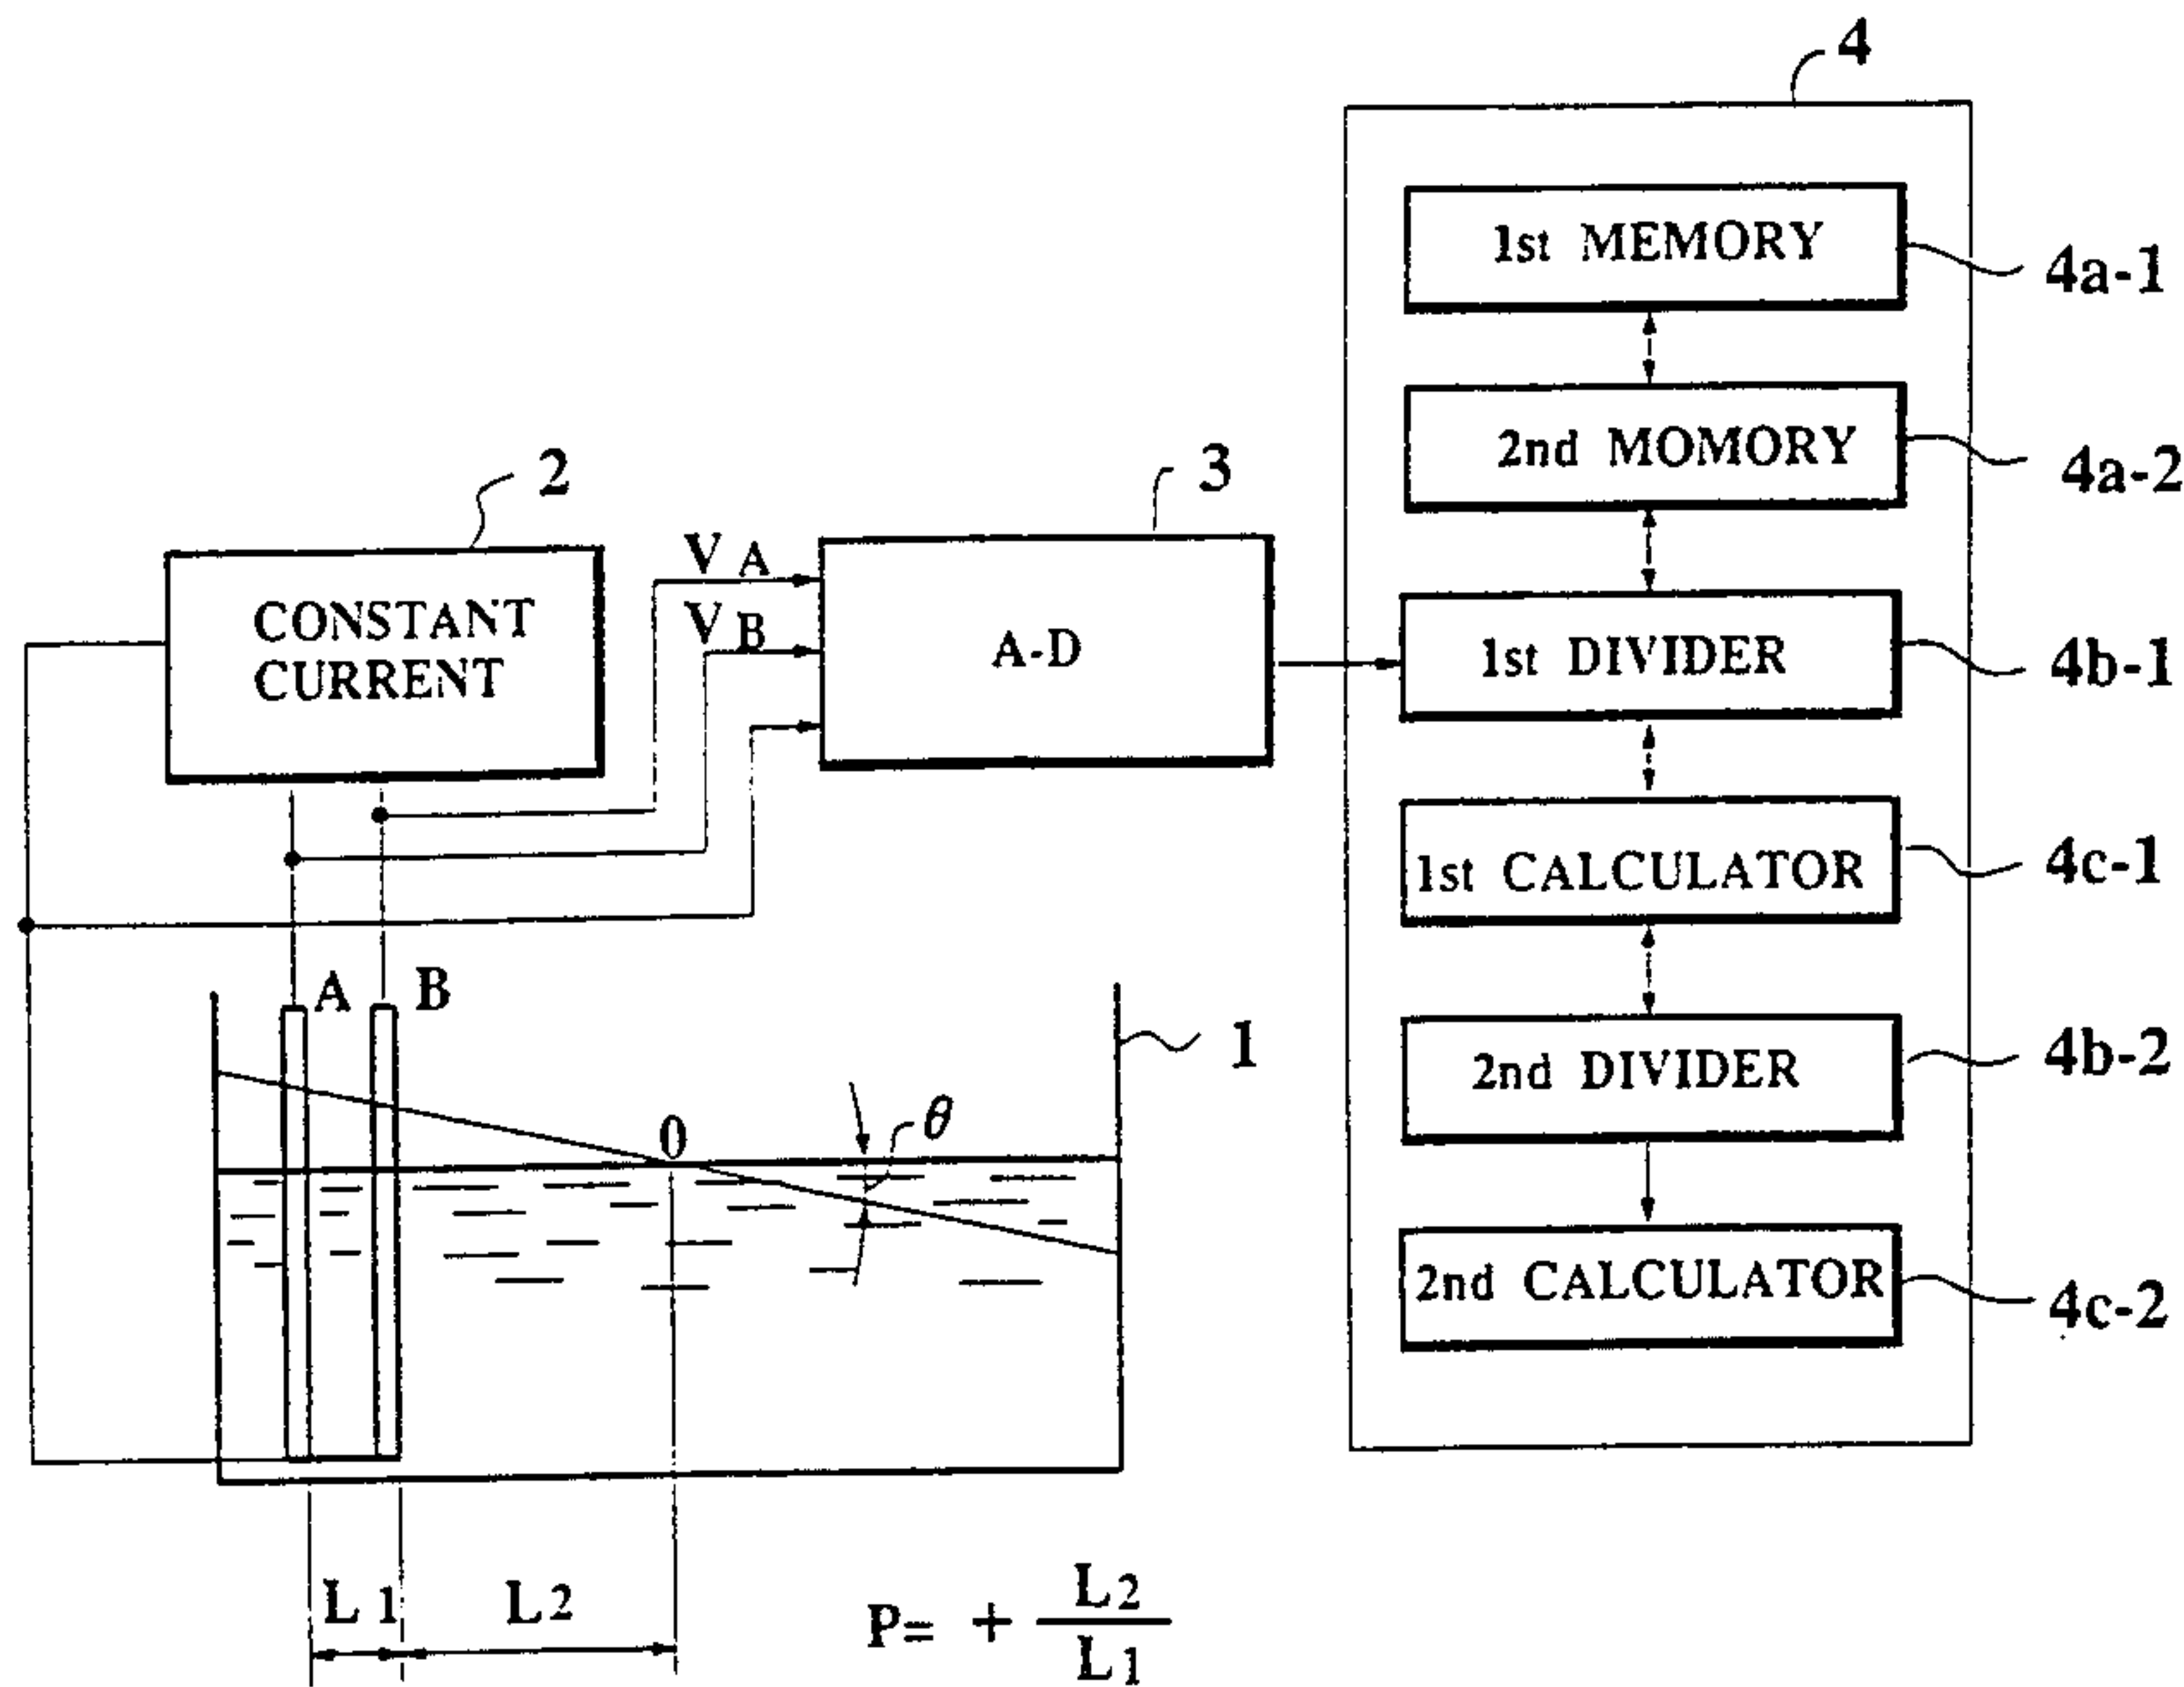 4
1st MEMORY
4a-1
2nd MOMORY
4a-2
2
3
V A
V B
CONSTANT
CURRENT
A-D
1st DIVIDER
4b-1
1st CALCULATOR
4c-1
A
B
1
2nd DIVIDER
4b-2
0
θ
2nd CALCULATOR
4c-2
L 1
L2
P= + L2
L1